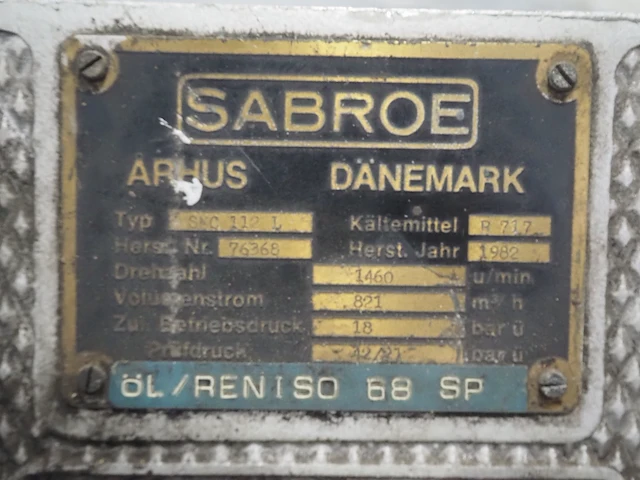 SABROE
ÅRHUS DÄNEMARK
Typ 112 L Kältemittel R 717
Herst. Nr. 76368 Herst. Jahr 1982
Drehzahl 1460 u/min
Volumenstrom 821 m³/h
Zul. Betriebsdruck 18 bar ü
Prüfdruck bar ü
ÖL/RENISO 68 SP